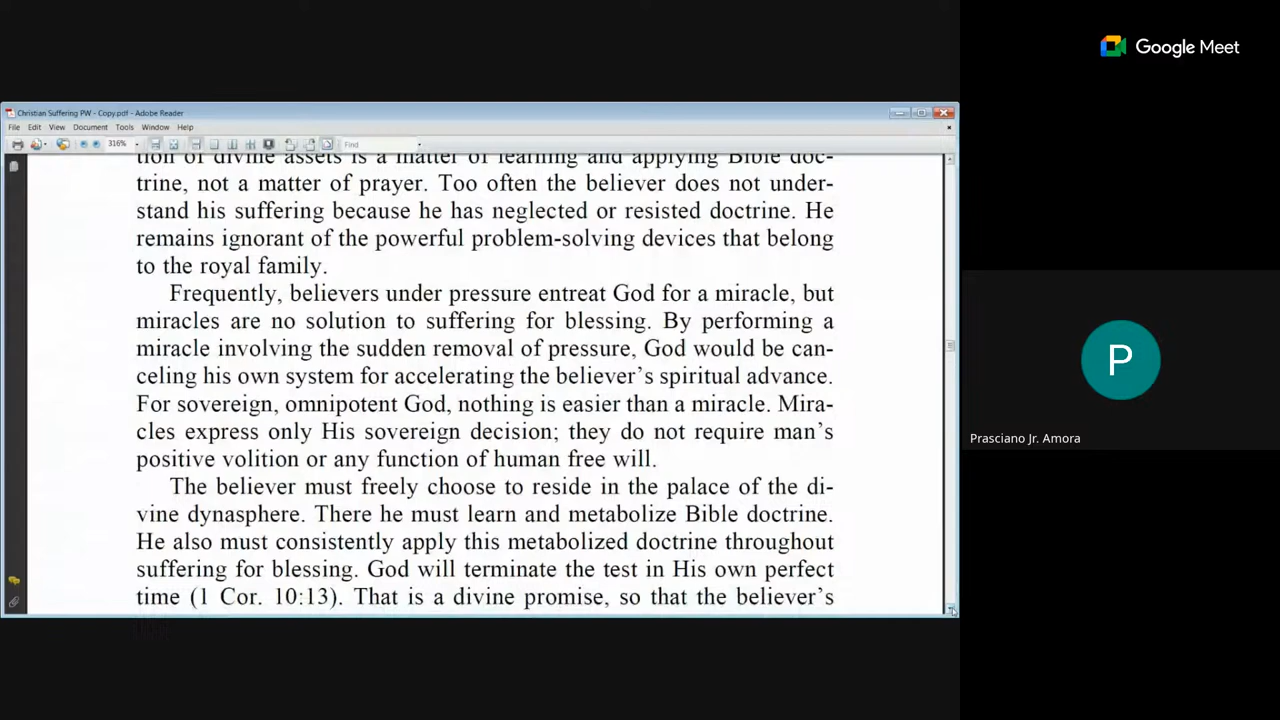 Google Meet
Christian Suffering PW - Copy.pdf - Adobe Reader
File Edit View Document Tools Window Help
316%
Find
tion of divine assets is a matter of learning and applying Bible doc-
trine, not a matter of prayer. Too often the believer does not under-
stand his suffering because he has neglected or resisted doctrine. He
remains ignorant of the powerful problem-solving devices that belong
to the royal family.
Frequently, believers under pressure entreat God for a miracle, but
miracles are no solution to suffering for blessing. By performing a
miracle involving the sudden removal of pressure, God would be can-
celing his own system for accelerating the believer's spiritual advance.
For sovereign, omnipotent God, nothing is easier than a miracle. Mira-
cles express only His sovereign decision; they do not require man's
positive volition or any function of human free will.
The believer must freely choose to reside in the palace of the di-
vine dynasphere. There he must learn and metabolize Bible doctrine.
He also must consistently apply this metabolized doctrine throughout
suffering for blessing. God will terminate the test in His own perfect
time (1 Cor. 10:13). That is a divine promise, so that the believer's
P
Prasciano Jr. Amora